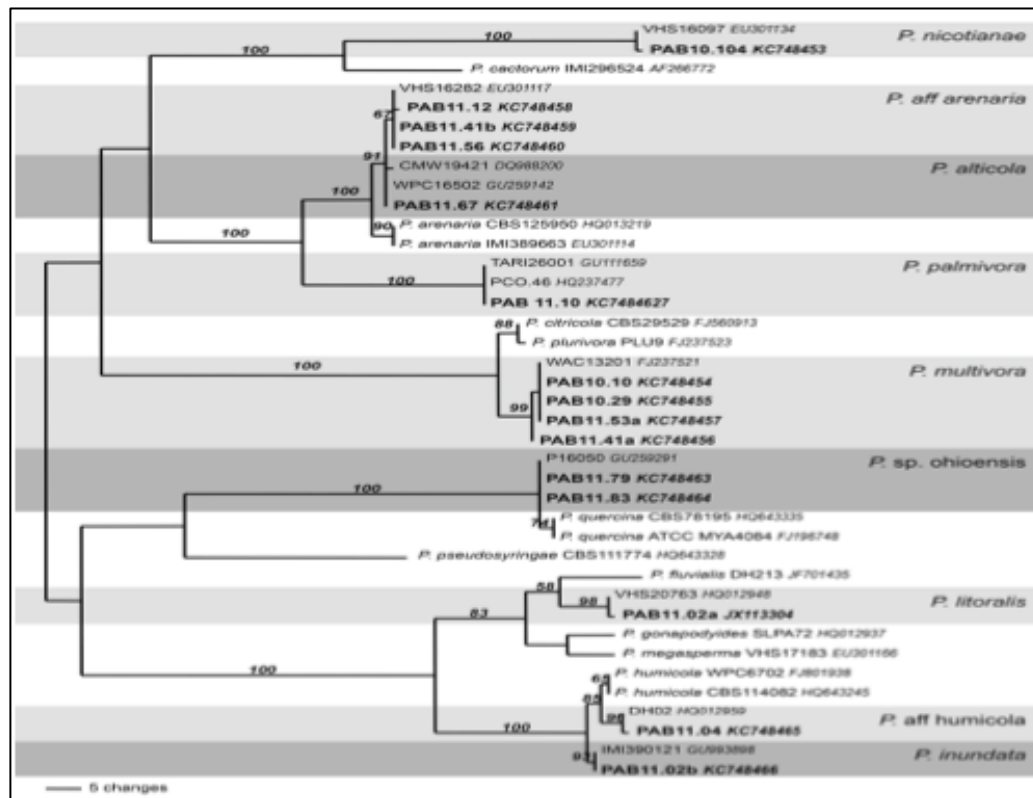 VHS16097 EU301134
P. nicotianae
100
100
PAB10.104 KC748453
P. cactorum IMI296524 AF266772
VHS16282 EU301117
P. aff arenaria
PAB11.12 KC748458
67
PAB11.41b KC748459
PAB11.56 KC748460
91
CMW19421 DQ988200
P. alticola
WPC16502 GU259142
100
PAB11.67 KC748461
P. arenaria CBS125950 HQ013219
90
100
P. arenaria IMI389663 EU301114
TARI26001 GU111659
P. palmivora
PCO.46 HQ237477
100
PAB 11.10 KC7484627
P. citricola CBS29529 FJ560913
88
P. plurivora PLU9 FJ237523
WAC13201 FJ237521
P. multivora
100
PAB10.10 KC748454
PAB10.29 KC748455
99
PAB11.53a KC748457
PAB11.41a KC748456
P16050 GU259291
P. sp. ohioensis
PAB11.79 KC748463
100
PAB11.83 KC748464
P. quercina CBS78195 HQ643335
74
P. quercina ATCC MYA4084 FJ196748
P. pseudosyringae CBS111774 HQ643328
P. fluvialis DH213 JF701435
58
VHS20763 HQ012948
P. litoralis
98
83
PAB11.02a JX113304
P. gonapodyides SLPA72 HQ012937
P. megasperma VHS17183 EU301166
P. humicola WPC6702 FJ801938
65
P. humicola CBS114082 HQ643245
85
DH02 HQ012959
P. aff humicola
96
100
PAB11.04 KC748465
IMI390121 GU993898
P. inundata
93
PAB11.02b KC748466
5 changes